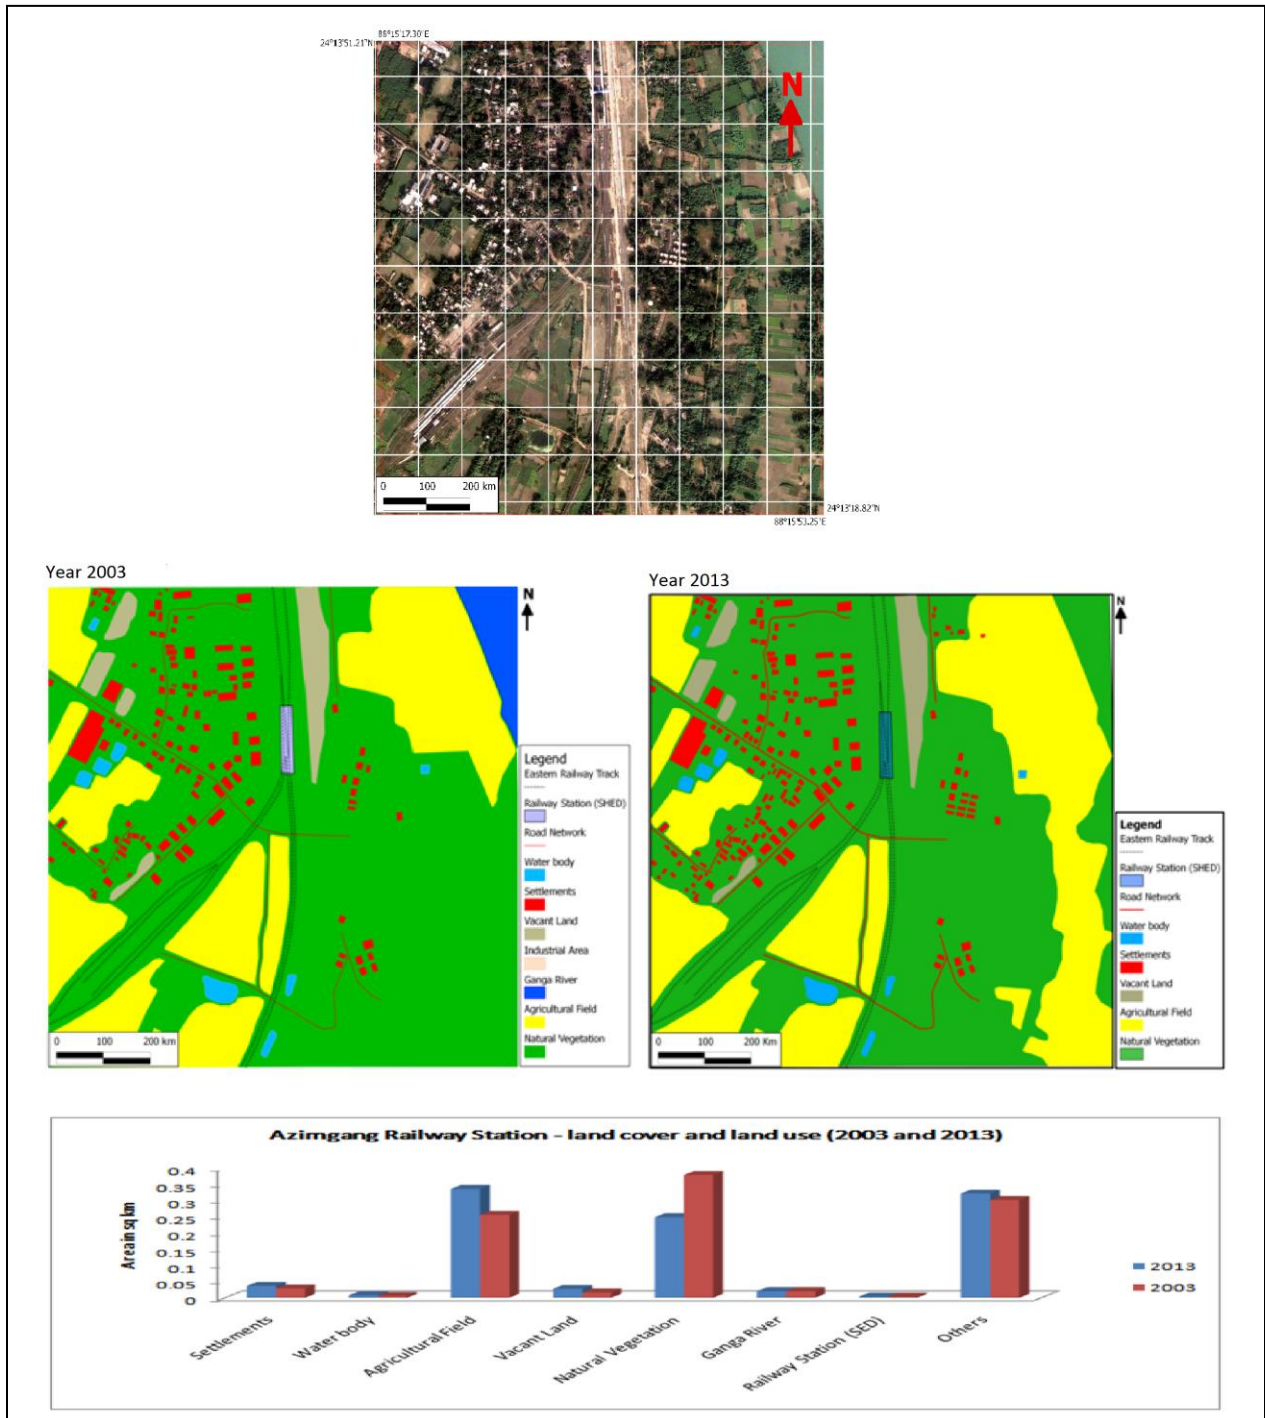 88°15'17.30"E
24°13'51.21"N
N
0 100 200 km
24°13'18.82"N
88°15'53.25"E
Year 2003
Year 2013
N
N
Legend
Eastern Railway Track
Railway Station (SHED)
Road Network
Water body
Settlements
Vacant Land
Industrial Area
Ganga River
Agricultural Field
Natural Vegetation
0 100 200 Km
Legend
Eastern Railway Track
Railway Station (SHED)
Road Network
Water body
Settlements
Vacant Land
Agricultural Field
Natural Vegetation
0 100 200 Km
Azimgang Railway Station - land cover and land use (2003 and 2013)
Area in sq km
0.4
0.35
0.3
0.25
0.2
0.15
0.1
0.05
0
Settlements
Water body
Agricultural Field
Vacant Land
Natural Vegetation
Ganga River
Railway Station (SED)
Others
2013
2003